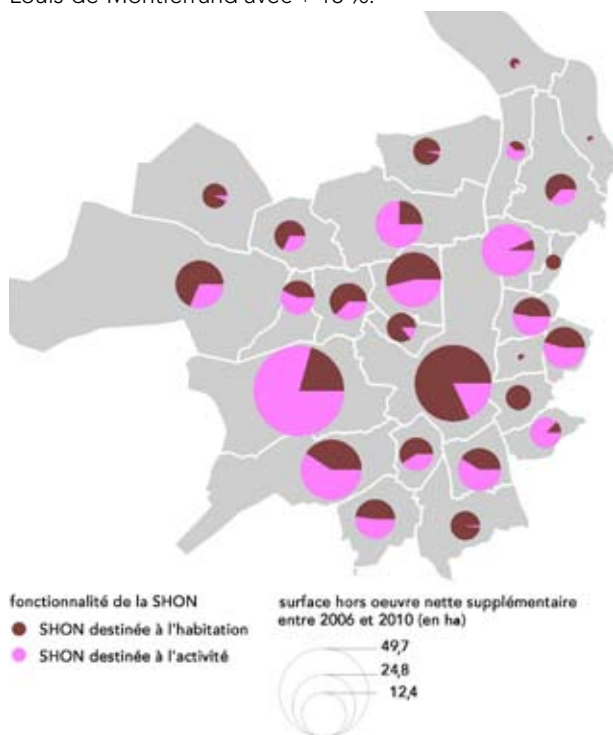 Louis-de-Montferrand avec + 18 %.
fonctionnalité de la SHON
SHON destinée à l'habitation
SHON destinée à l'activité
surface hors oeuvre nette supplémentaire
entre 2006 et 2010 (en ha)
49,7
24,8
12,4